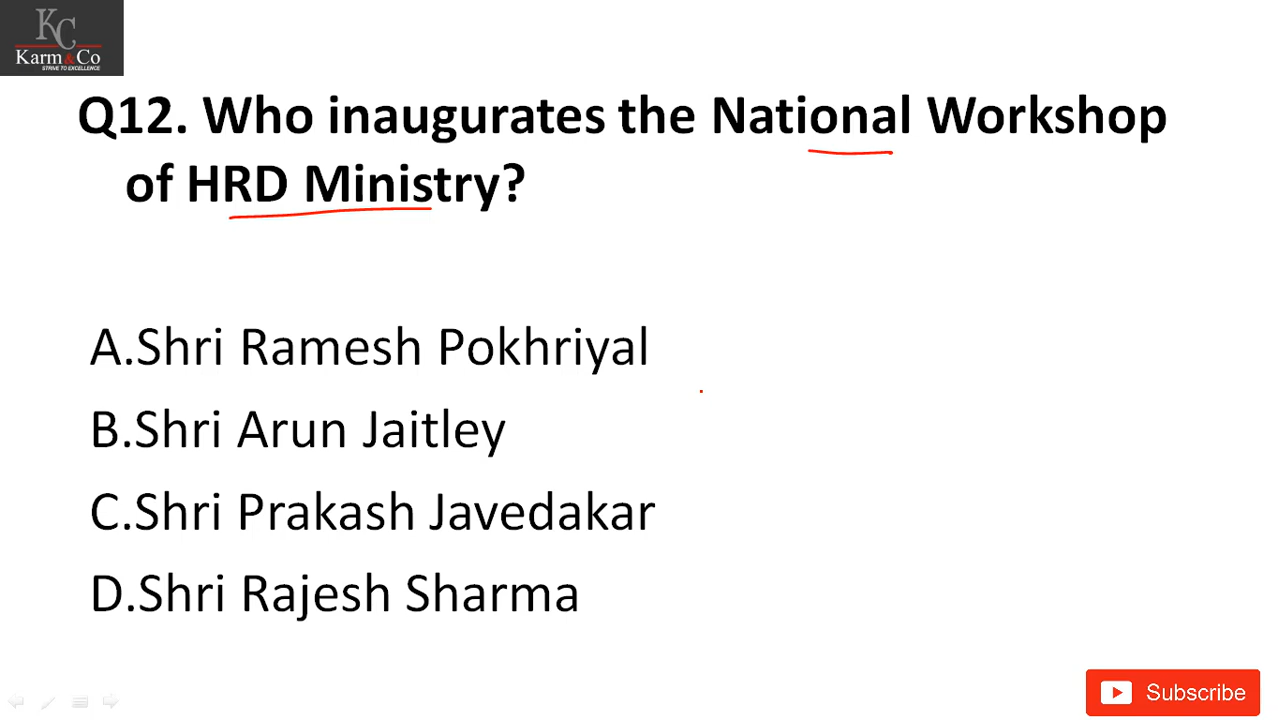 KC
Karm&Co
STRIVE TO EXCELLENCE
Q12. Who inaugurates the National Workshop
of HRD Ministry?
A.Shri Ramesh Pokhriyal
B.Shri Arun Jaitley
C.Shri Prakash Javedakar
D.Shri Rajesh Sharma
Subscribe